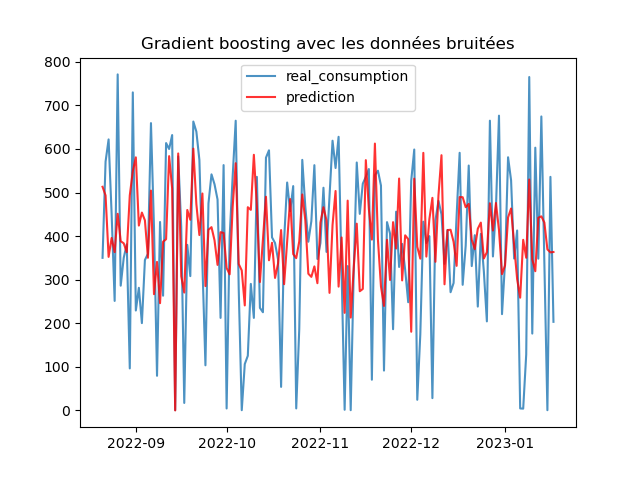 Gradient boosting avec les données bruitées
real_consumption
prediction
800
700
600
500
400
300
200
100
0
2022-09 2022-10 2022-11 2022-12 2023-01